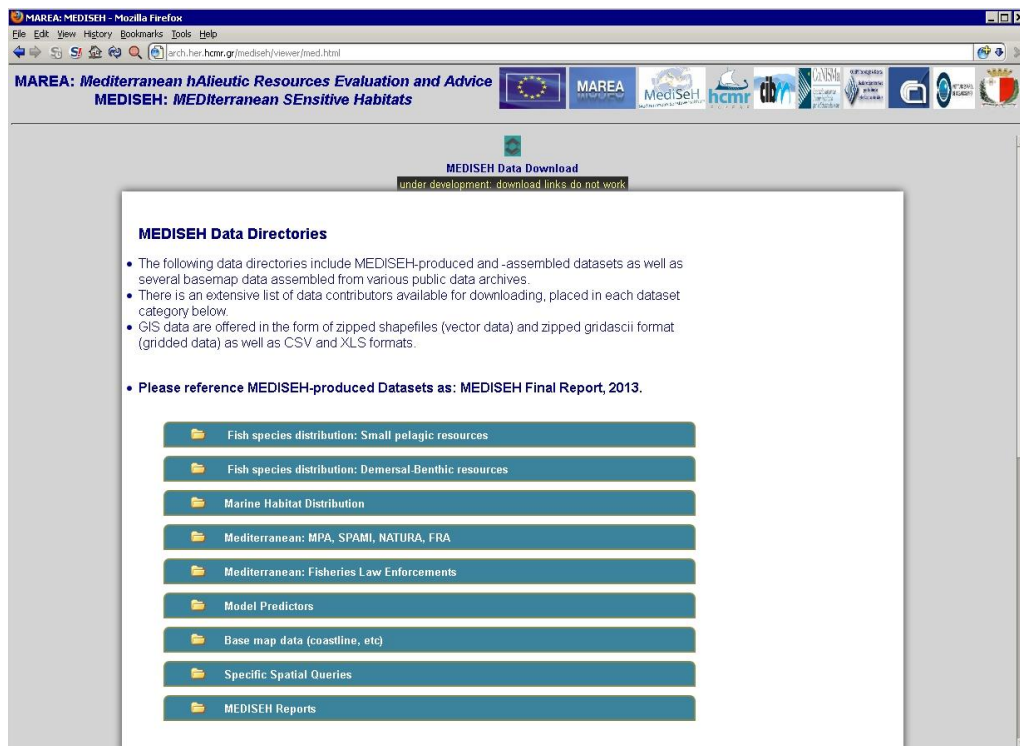 MAREA: MEDISEH - Mozilla Firefox
File Edit View History Bookmarks Tools Help
arch.her.hcmr.gr/mediseh/viewer/med.html
MAREA: Mediterranean hAlieutic Resources Evaluation and Advice
MEDISEH: MEDIterranean SEnsitive Habitats
MAREA
MediSeH
hcmr
cibm
MEDISEH Data Download
under development: download links do not work
MEDISEH Data Directories
• The following data directories include MEDISEH-produced and -assembled datasets as well as
several basemap data assembled from various public data archives.
• There is an extensive list of data contributors available for downloading, placed in each dataset
category below.
• GIS data are offered in the form of zipped shapefiles (vector data) and zipped gridascii format
(gridded data) as well as CSV and XLS formats.
• Please reference MEDISEH-produced Datasets as: MEDISEH Final Report, 2013.
Fish species distribution: Small pelagic resources
Fish species distribution: Demersal-Benthic resources
Marine Habitat Distribution
Mediterranean: MPA, SPAMI, NATURA, FRA
Mediterranean: Fisheries Law Enforcements
Model Predictors
Base map data (coastline, etc)
Specific Spatial Queries
MEDISEH Reports